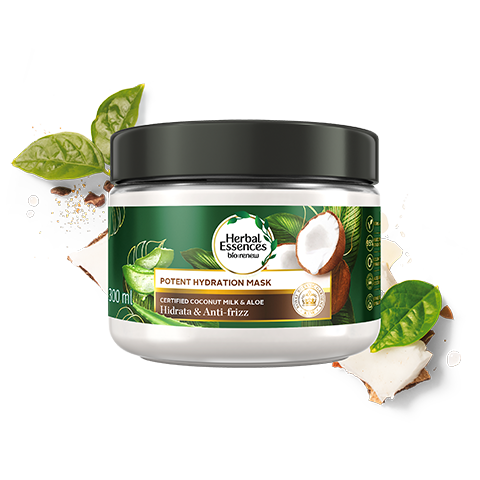 Herbal
Essences
bio:renew
POTENT HYDRATION MASK
CERTIFIED COCONUT MILK & ALOE
Hidrata & Anti-frizz
300 ml